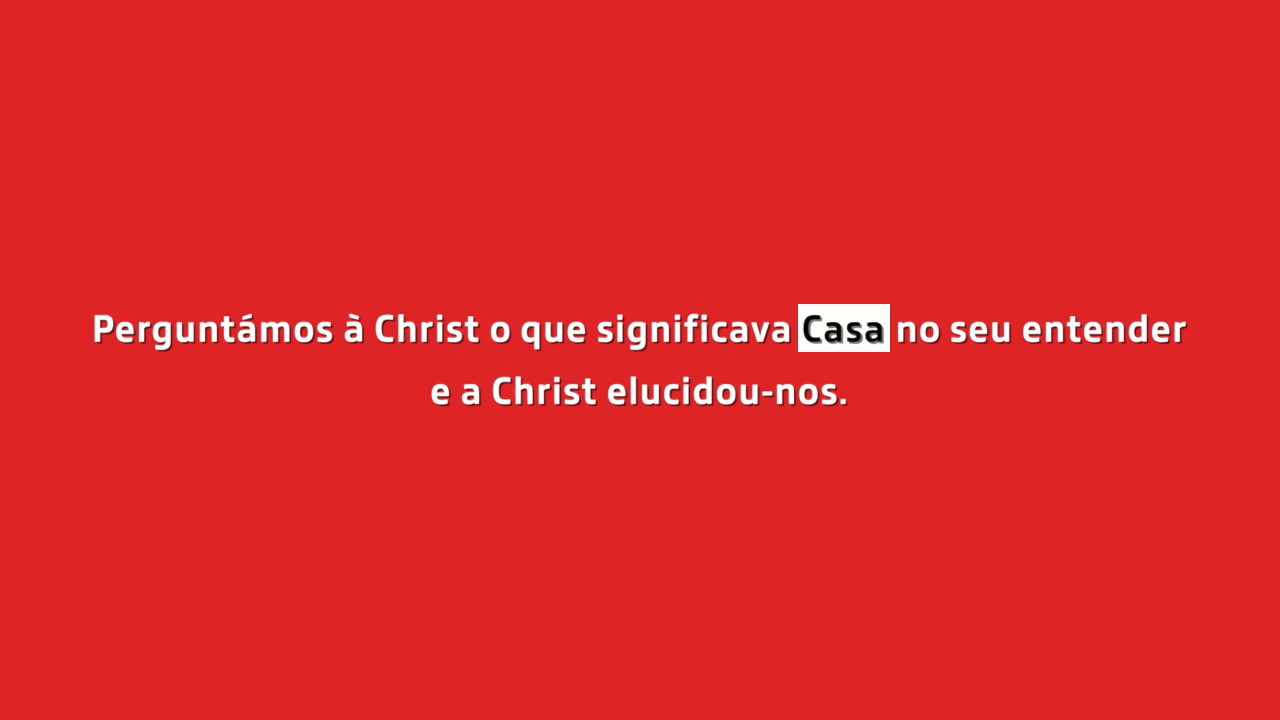 Perguntámos à Christ o que significava Casa no seu entender
e a Christ elucidou-nos.